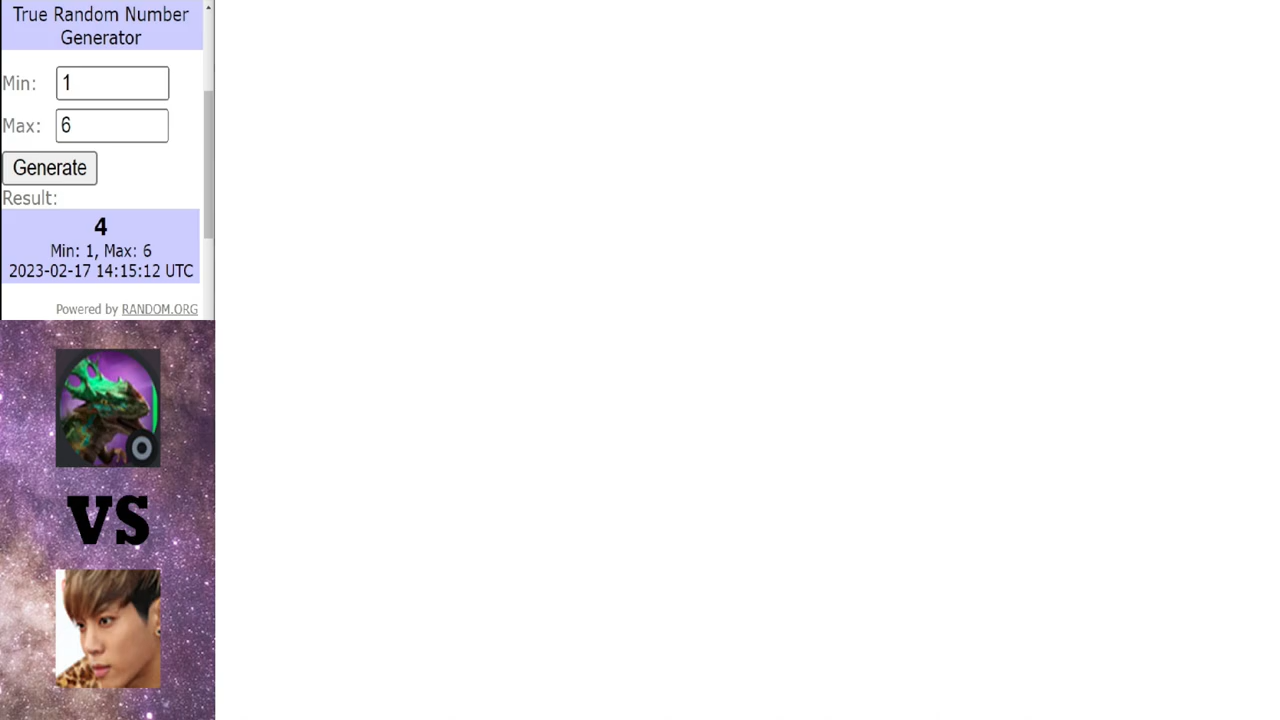 True Random Number
Generator
Min: 1
Max: 6
Generate
Result:
4
Min: 1, Max: 6
2023-02-17 14:15:12 UTC
Powered by RANDOM.ORG
VS